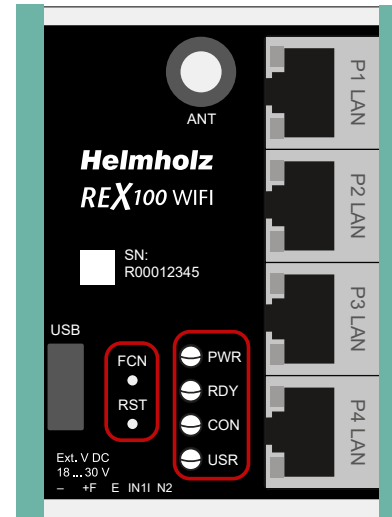 ANT
Helmholz
REX100 WIFI
SN:
R00012345
USB
FCN
RST
PWR
RDY
CON
USR
Ext. V DC
18 ... 30 V
– +F E IN1I N2
P1 LAN
P2 LAN
P3 LAN
P4 LAN